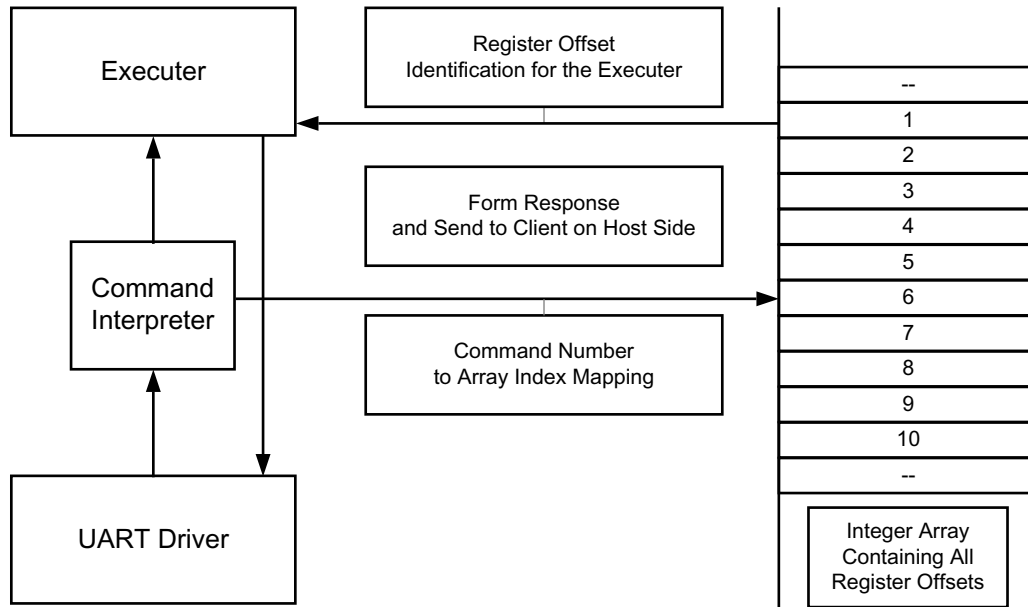 Executer
Register Offset
Identification for the Executer
Form Response
and Send to Client on Host Side
Command
Interpreter
Command Number
to Array Index Mapping
UART Driver
--
1
2
3
4
5
6
7
8
9
10
--
Integer Array
Containing All
Register Offsets